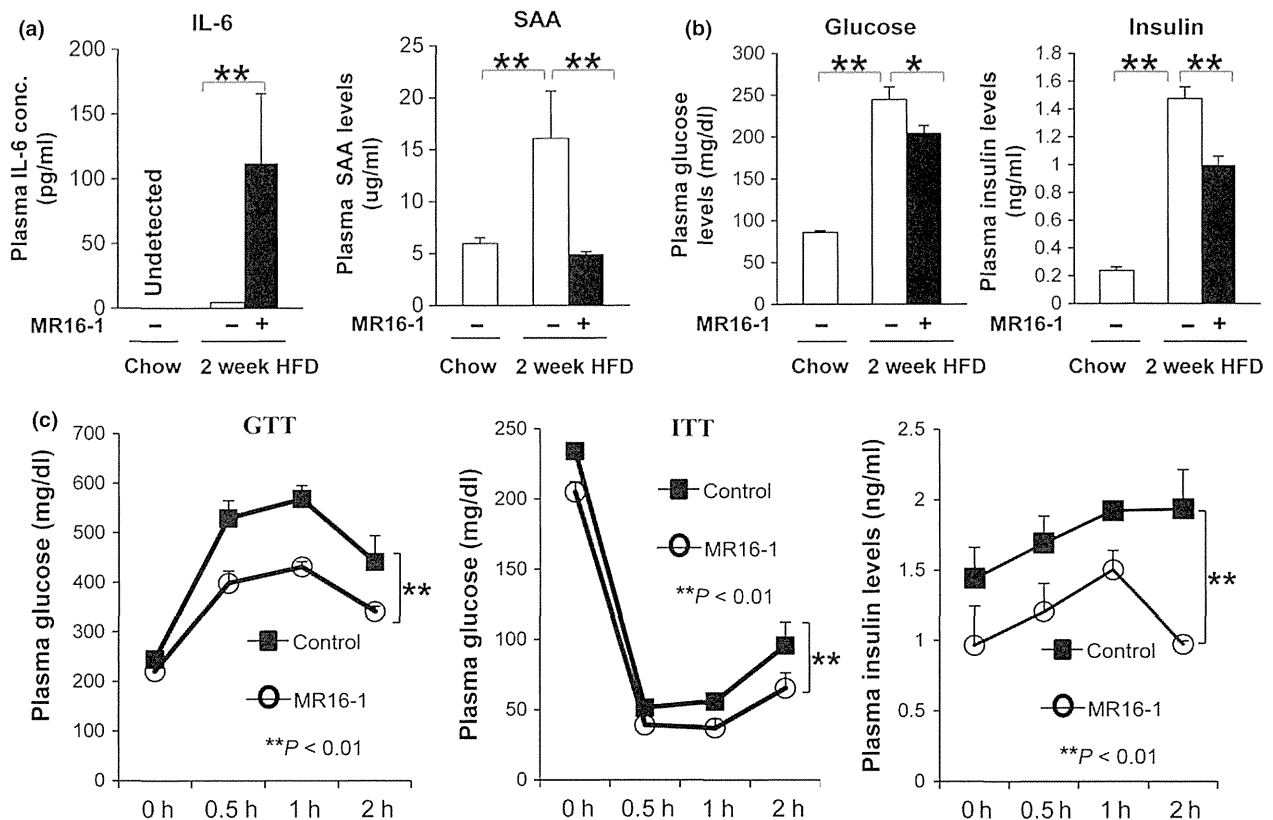 (a)
IL-6
Plasma IL-6 conc.
(pg/ml)
200
150
100
50
0
Undetected
**
MR16-1
– – +
Chow 2 week HFD
SAA
Plasma SAA levels
(ug/ml)
25
20
15
10
5
0
** **
MR16-1
– – +
Chow 2 week HFD
(b)
Glucose
Plasma glucose
levels (mg/dl)
300
250
200
150
100
50
0
** *
MR16-1
– – +
Chow 2 week HFD
Insulin
Plasma insulin levels
(ng/ml)
1.8
1.6
1.4
1.2
1
0.8
0.6
0.4
0.2
0
** **
MR16-1
– – +
Chow 2 week HFD
(c)
GTT
Plasma glucose (mg/dl)
700
600
500
400
300
200
100
0
**
Control
MR16-1
**P < 0.01
0 h 0.5 h 1 h 2 h
ITT
Plasma glucose (mg/dl)
250
200
150
100
50
0
Control
MR16-1
**P < 0.01
**
0 h 0.5 h 1 h 2 h
Plasma insulin levels (ng/ml)
2.5
2
1.5
1
0.5
0
**
Control
MR16-1
**P < 0.01
0 h 0.5 h 1 h 2 h